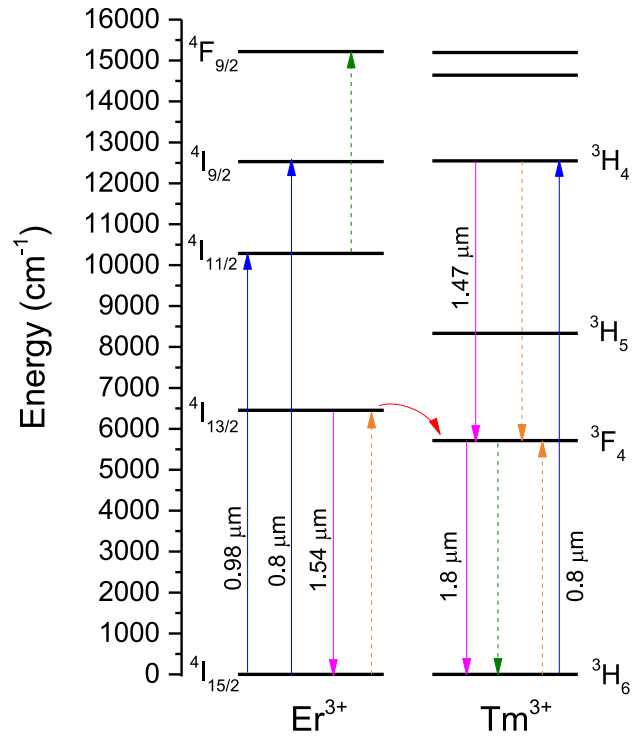 Energy (cm⁻¹)
16000
15000
14000
13000
12000
11000
10000
9000
8000
7000
6000
5000
4000
3000
2000
1000
0
⁴F₉/₂
⁴I₉/₂
⁴I₁₁/₂
⁴I₁₃/₂
⁴I₁₅/₂
0.98 μm
0.8 μm
1.54 μm
1.47 μm
1.8 μm
0.8 μm
³H₄
³H₅
³F₄
³H₆
Er³⁺
Tm³⁺